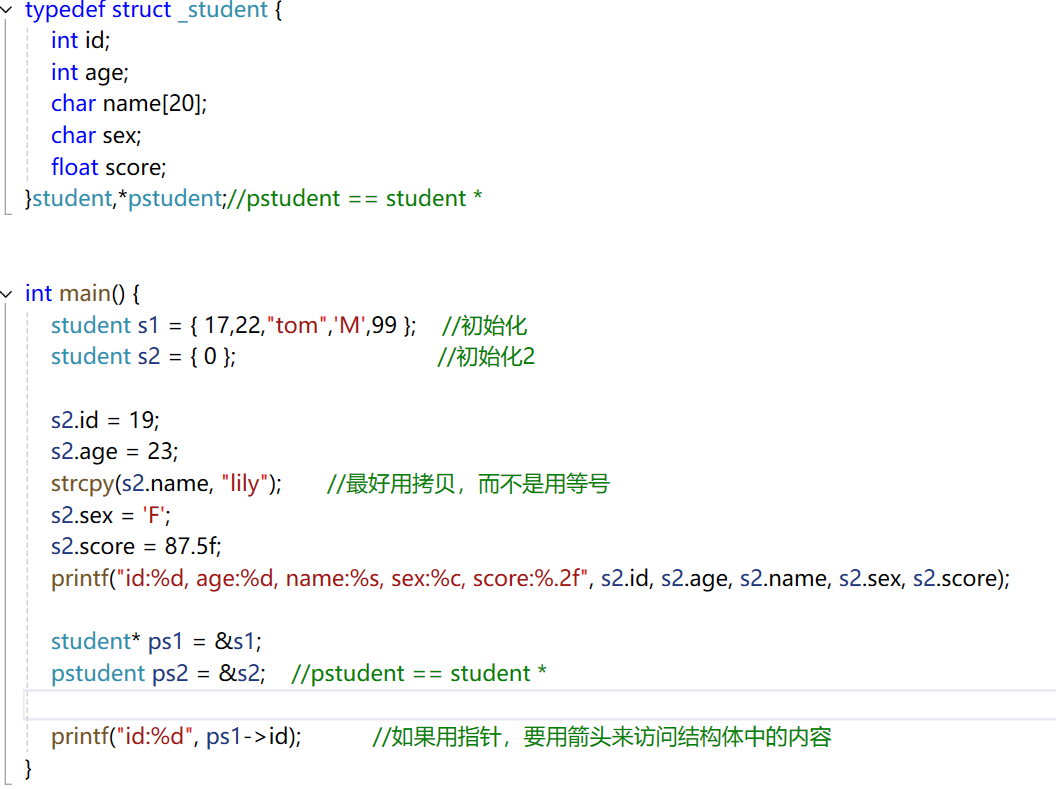 typedef struct _student {
int id;
int age;
char name[20];
char sex;
float score;
}student,*pstudent;//pstudent == student *
int main() {
student s1 = { 17,22,"tom",'M',99 }; //初始化
student s2 = { 0 }; //初始化2
s2.id = 19;
s2.age = 23;
strcpy(s2.name, "lily"); //最好用拷贝，而不是用等号
s2.sex = 'F';
s2.score = 87.5f;
printf("id:%d, age:%d, name:%s, sex:%c, score:%.2f", s2.id, s2.age, s2.name, s2.sex, s2.score);
student* ps1 = &s1;
pstudent ps2 = &s2; //pstudent == student *
printf("id:%d", ps1->id); //如果用指针，要用箭头来访问结构体中的内容
}